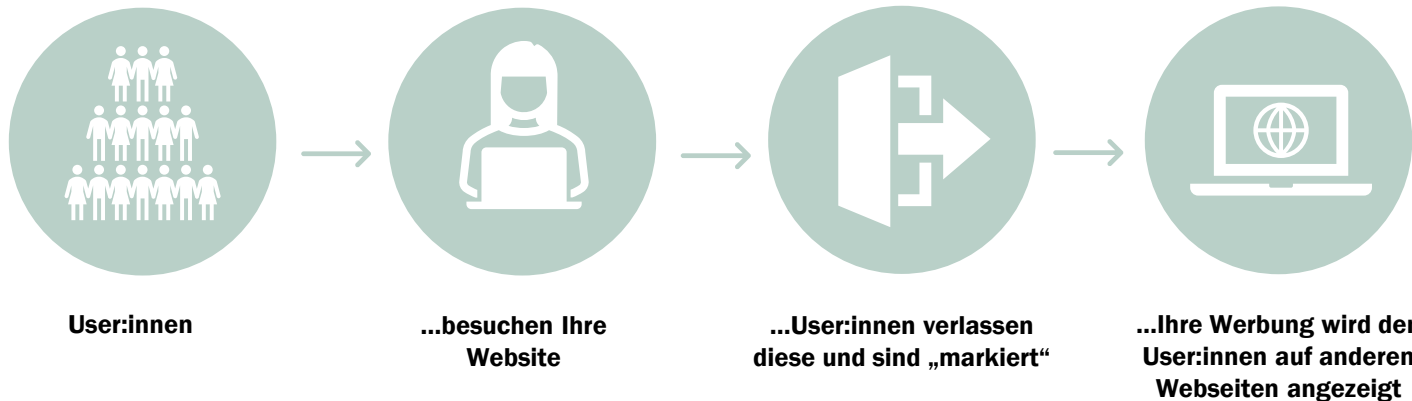 User:innen
...besuchen Ihre
Website
...User:innen verlassen
diese und sind „markiert“
...Ihre Werbung wird der
User:innen auf anderen
Webseiten angezeigt